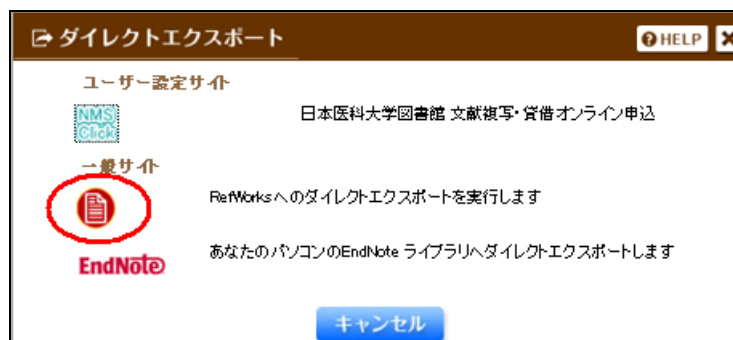 ダイレクトエクスポート
HELP
ユーザー設定サイト
NMS
Click
日本医科大学図書館 文献複写・貸借オンライン申込
一般サイト
RefWorksへのダイレクトエクスポートを実行します
EndNote
あなたのパソコンのEndNote ライブラリへダイレクトエクスポートします
キャンセル